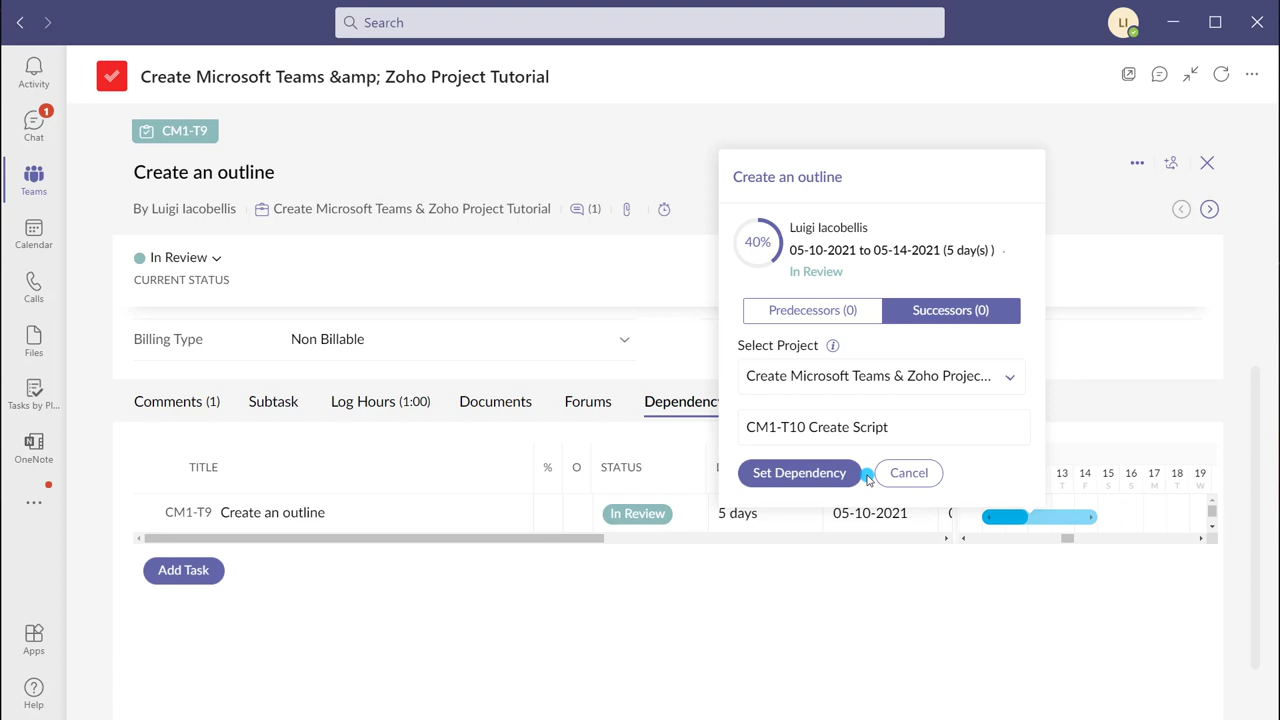 Search
LI
Activity
1
Chat
Teams
Calendar
Calls
Files
Tasks by Pl...
OneNote
Apps
Help
Create Microsoft Teams &amp; Zoho Project Tutorial
CM1-T9
Create an outline
By Luigi Iacobellis
Create Microsoft Teams & Zoho Project Tutorial
(1)
In Review
CURRENT STATUS
Billing Type
Non Billable
Comments (1)
Subtask
Log Hours (1:00)
Documents
Forums
Dependenc
TITLE
%
O
STATUS
13 14 15 16 17 18 19
T F S S M T W
CM1-T9 Create an outline
In Review
5 days
05-10-2021
Add Task
Create an outline
40%
Luigi Iacobellis
05-10-2021 to 05-14-2021 (5 day(s) )
In Review
Predecessors (0)
Successors (0)
Select Project
Create Microsoft Teams & Zoho Projec...
CM1-T10 Create Script
Set Dependency
Cancel